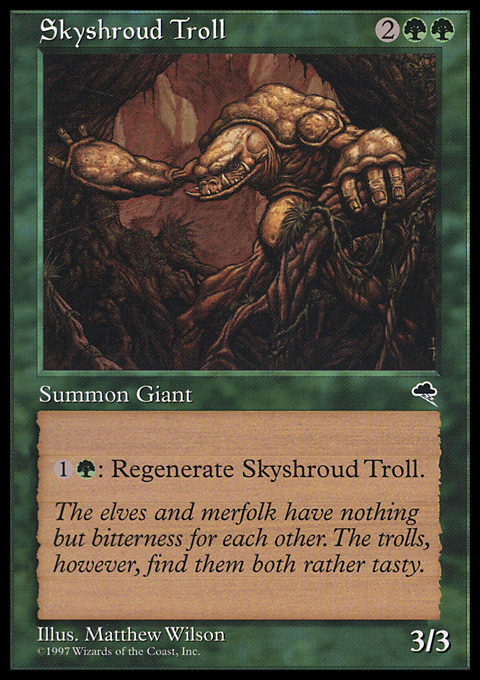 Skyshroud Troll 2
Summon Giant
1 : Regenerate Skyshroud Troll.
The elves and merfolk have nothing
but bitterness for each other. The trolls,
however, find them both rather tasty.
Illus. Matthew Wilson
3/3
©1997 Wizards of the Coast, Inc.